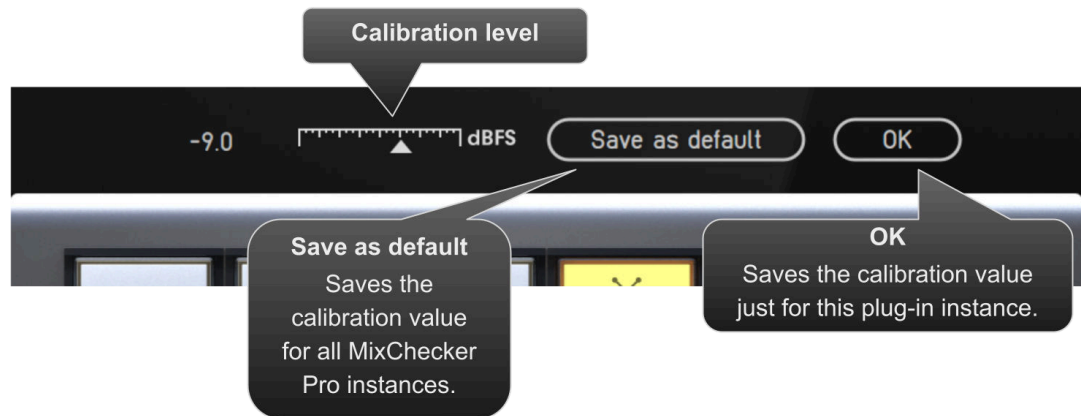 Calibration level
-9.0
dBFS
Save as default
OK
Save as default
Saves the
calibration value
for all MixChecker
Pro instances.
OK
Saves the calibration value
just for this plug-in instance.